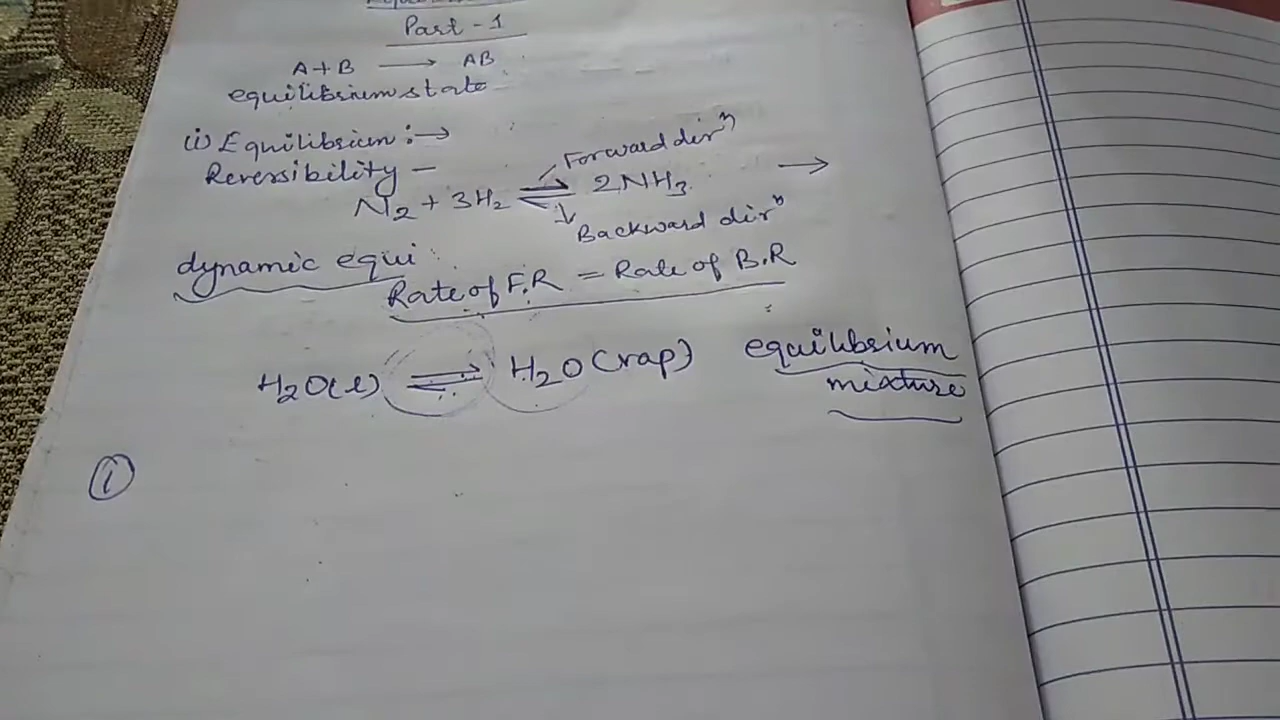 Part - 1
A + B → AB
equilibrium state
(i) Equilibrium :→
Reversibility -
Forward dirⁿ
N₂ + 3H₂ ⇌ 2NH₃ →
Backward dirⁿ
dynamic equi
Rate of F.R = Rate of B.R
H₂O(l) ⇌ H₂O(vap)
equilibrium
mixture
①